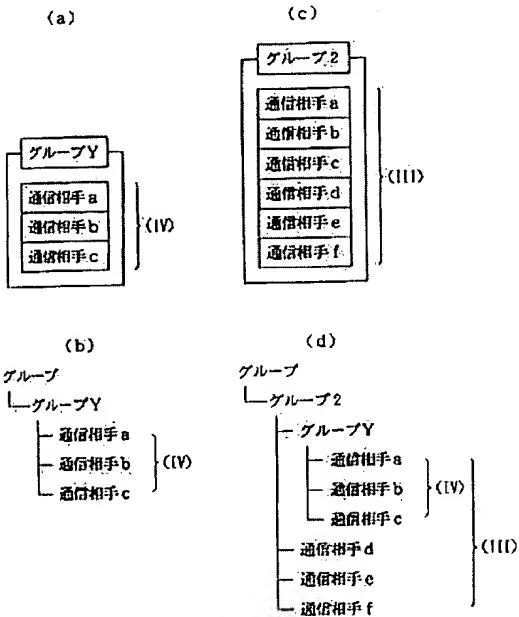 (a)
グループY
通信相手a
通信相手b
通信相手c
(IV)
(c)
グループ2
通信相手a
通信相手b
通信相手c
通信相手d
通信相手e
通信相手f
(III)
(b)
グループ
グループY
通信相手a
通信相手b
通信相手c
(IV)
(d)
グループ
グループ2
グループY
通信相手a
通信相手b
通信相手c
(IV)
通信相手d
通信相手e
通信相手f
(III)